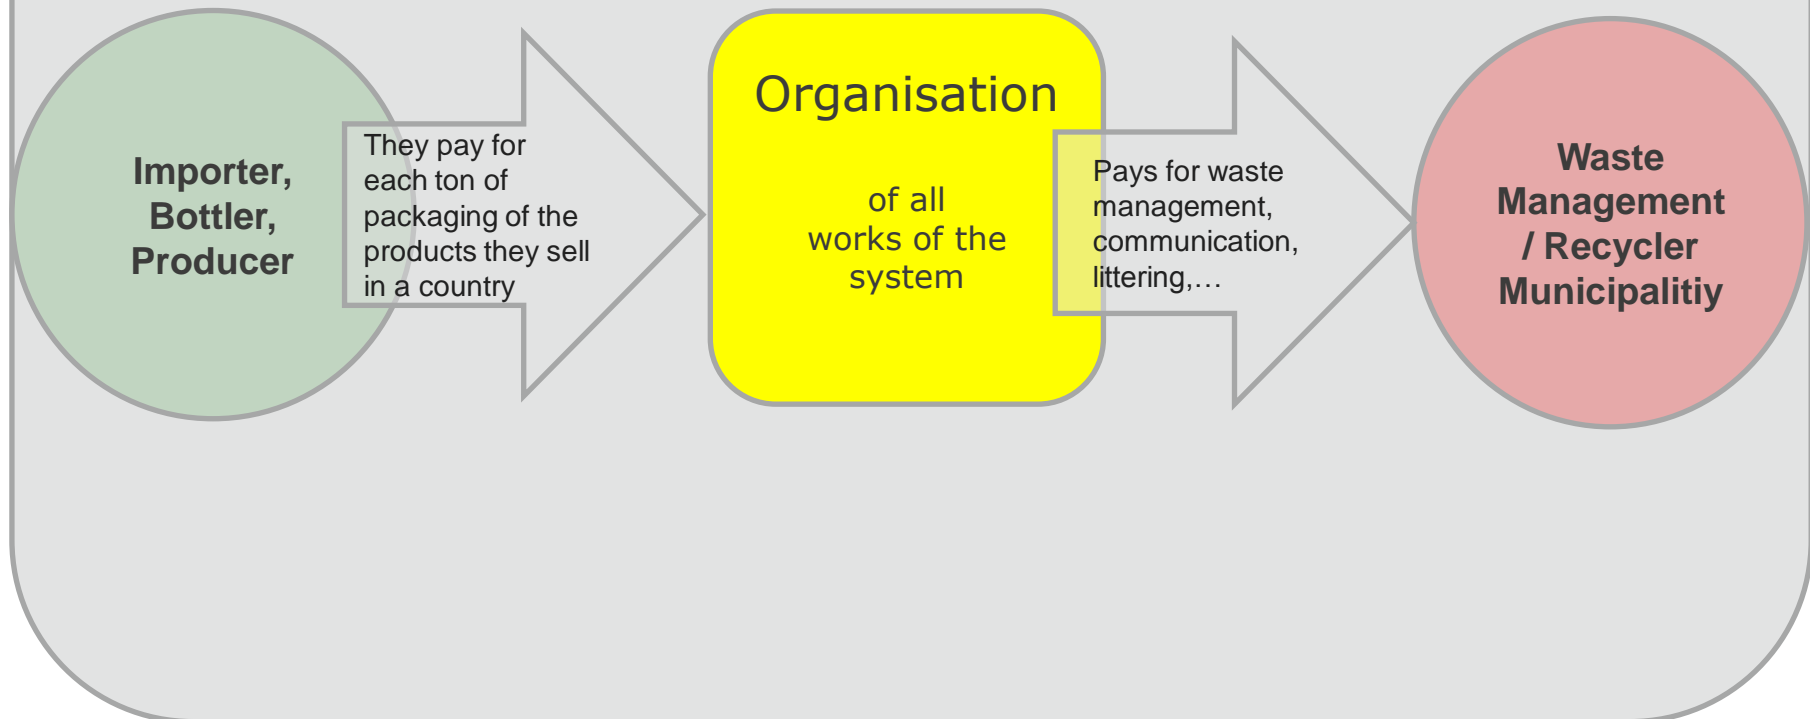 Importer,
Bottler,
Producer
They pay for
each ton of
packaging of the
products they sell
in a country
Organisation
of all
works of the
system
Pays for waste
management,
communication,
littering,…
Waste
Management
/ Recycler
Municipalitiy